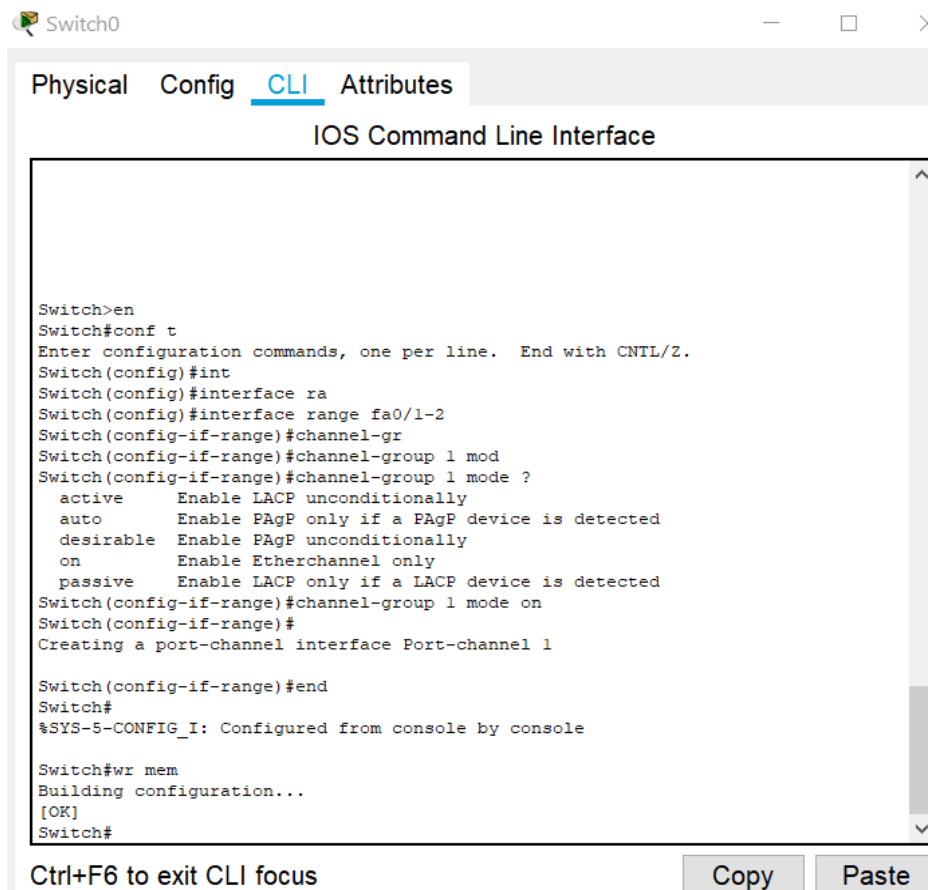 Switch0
Physical Config CLI Attributes
IOS Command Line Interface
Switch>en
Switch#conf t
Enter configuration commands, one per line.  End with CNTL/Z.
Switch(config)#int
Switch(config)#interface ra
Switch(config)#interface range fa0/1-2
Switch(config-if-range)#channel-gr
Switch(config-if-range)#channel-group 1 mod
Switch(config-if-range)#channel-group 1 mode ?
  active     Enable LACP unconditionally
  auto       Enable PAgP only if a PAgP device is detected
  desirable  Enable PAgP unconditionally
  on         Enable Etherchannel only
  passive    Enable LACP only if a LACP device is detected
Switch(config-if-range)#channel-group 1 mode on
Switch(config-if-range)#
Creating a port-channel interface Port-channel 1
Switch(config-if-range)#end
Switch#
%SYS-5-CONFIG_I: Configured from console by console
Switch#wr mem
Building configuration...
[OK]
Switch#
Ctrl+F6 to exit CLI focus Copy Paste